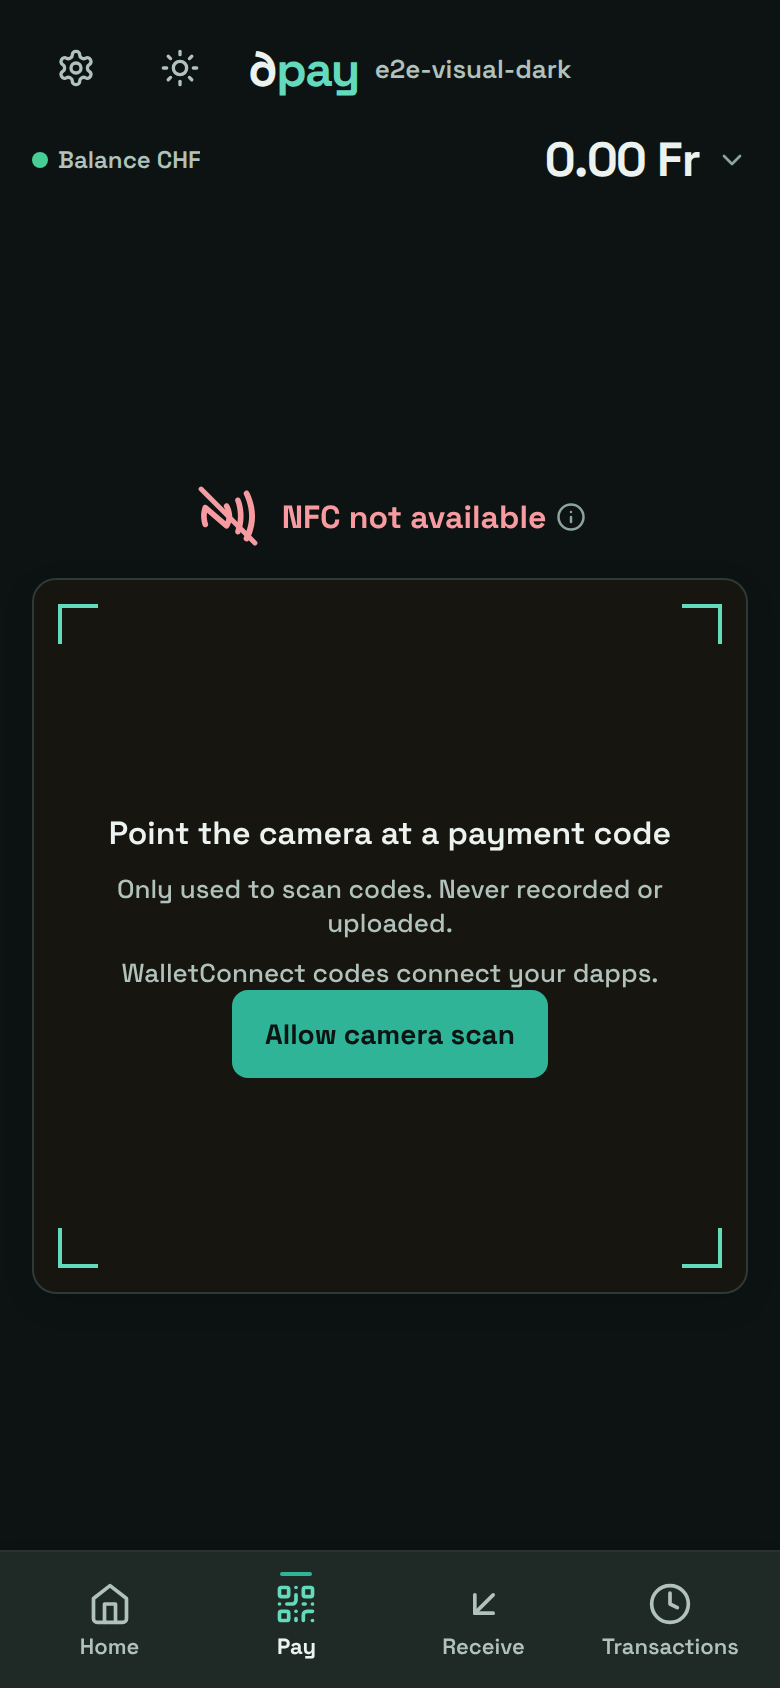 ∂pay e2e-visual-dark
Balance CHF 0.00 Fr
NFC not available
Point the camera at a payment code
Only used to scan codes. Never recorded or
uploaded.
WalletConnect codes connect your dapps.
Allow camera scan
Home Pay Receive Transactions